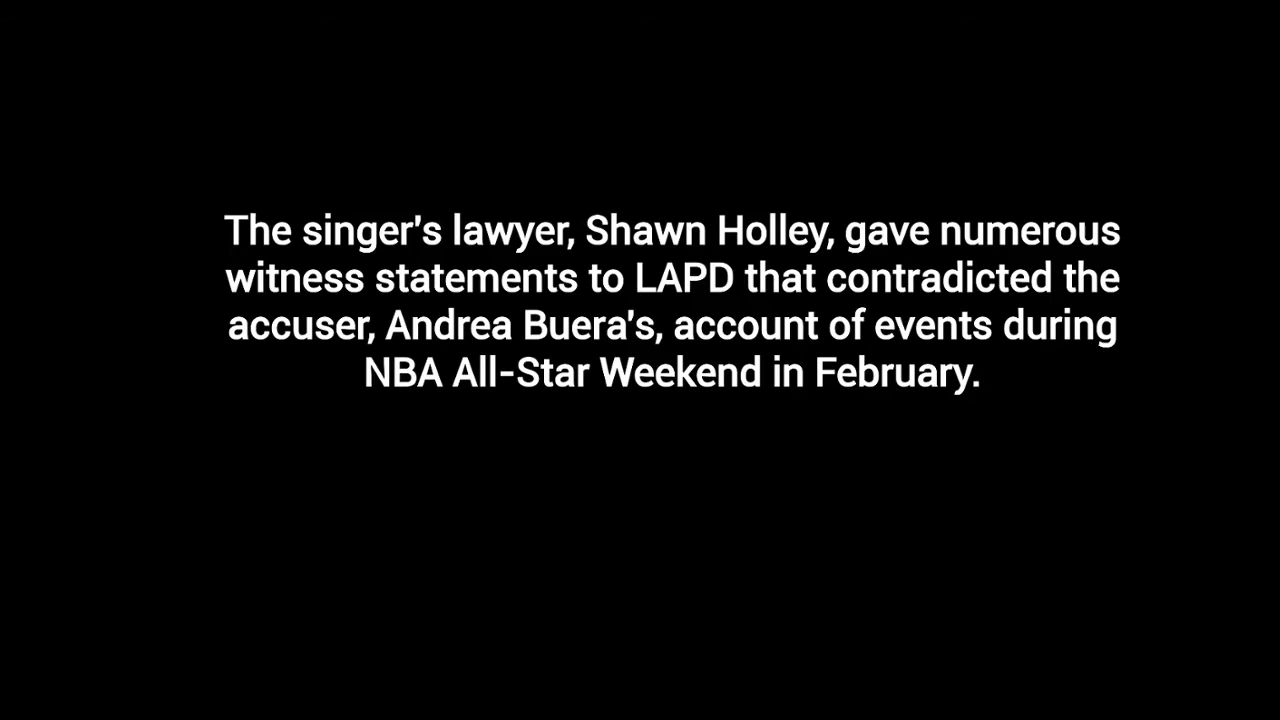 The singer's lawyer, Shawn Holley, gave numerous
witness statements to LAPD that contradicted the
accuser, Andrea Buera's, account of events during
NBA All-Star Weekend in February.